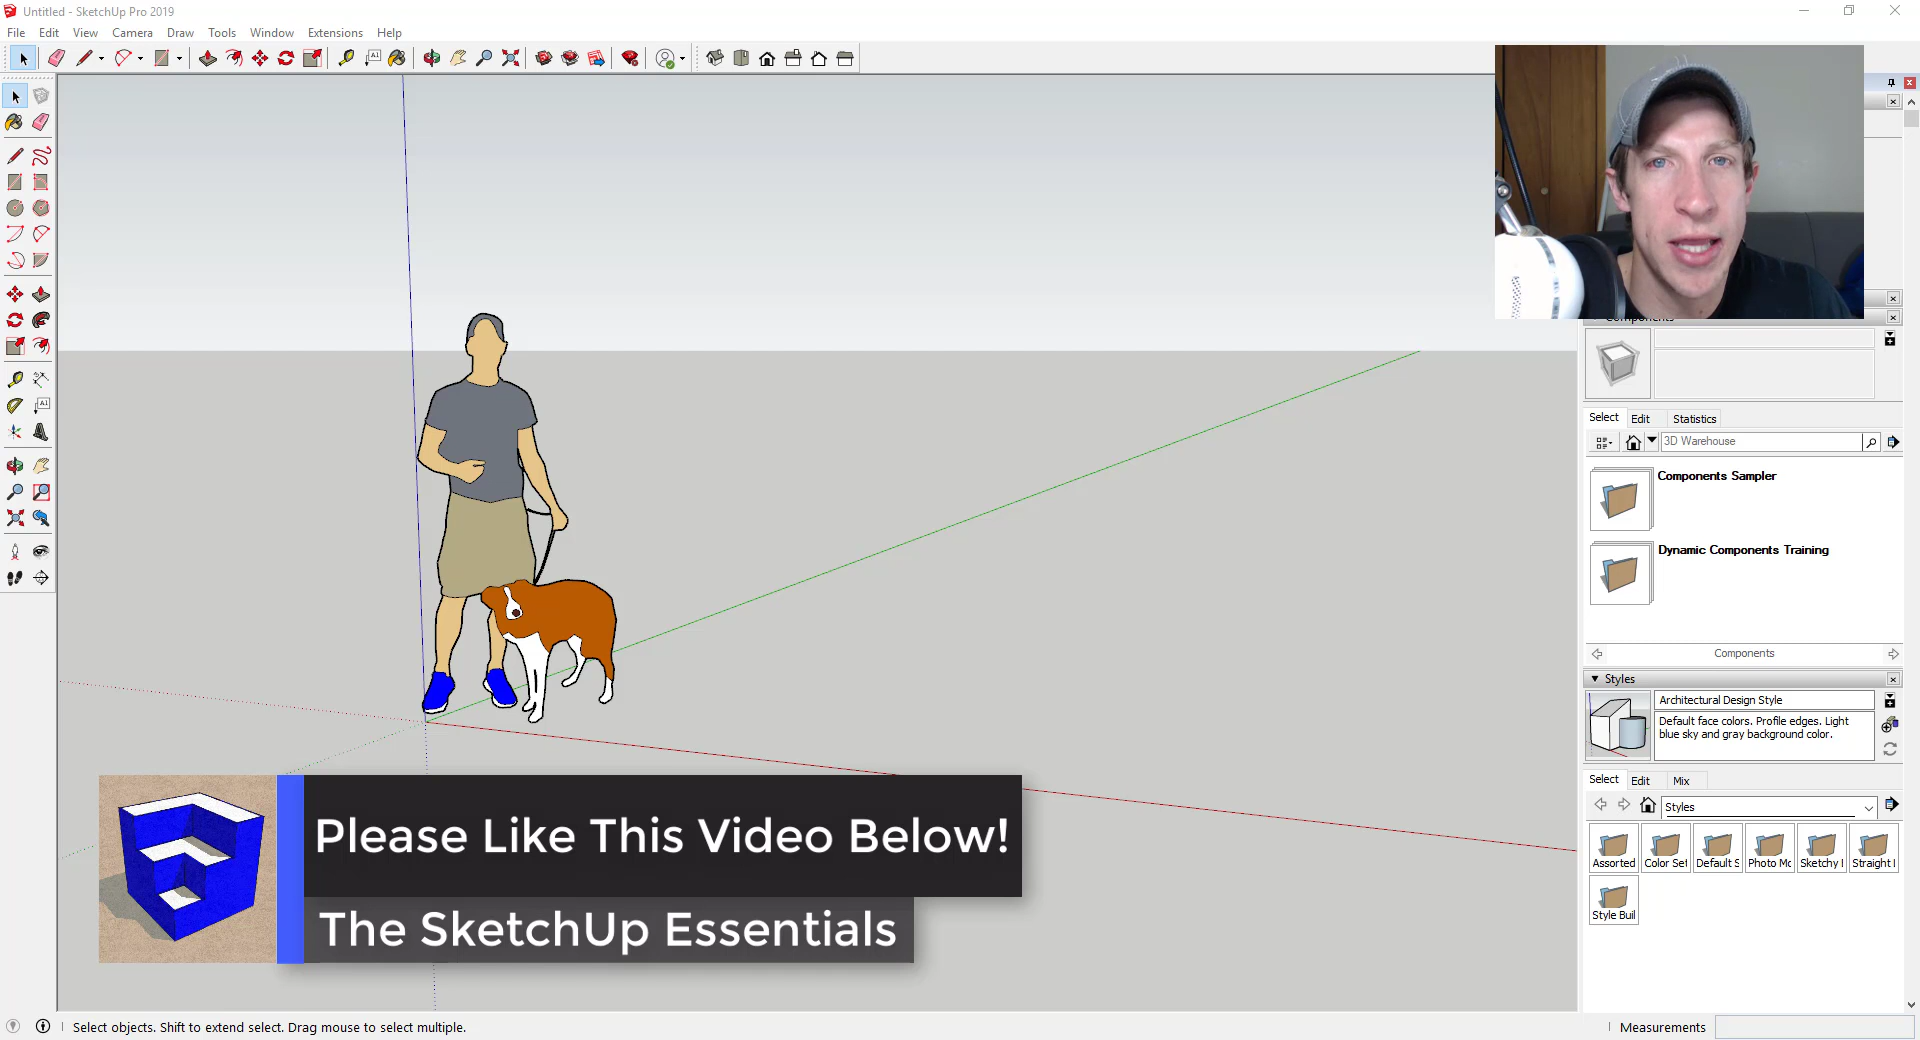 Untitled - SketchUp Pro 2019
File Edit View Camera Draw Tools Window Extensions Help
Components
Select Edit Statistics
3D Warehouse
Components Sampler
Dynamic Components Training
Components
Styles
Architectural Design Style
Default face colors. Profile edges. Light
blue sky and gray background color.
Select Edit Mix
Styles
Assorted Color Set Default S Photo Mo Sketchy Straight
Style Buil
Please Like This Video Below!
The SketchUp Essentials
Select objects. Shift to extend select. Drag mouse to select multiple.
Measurements